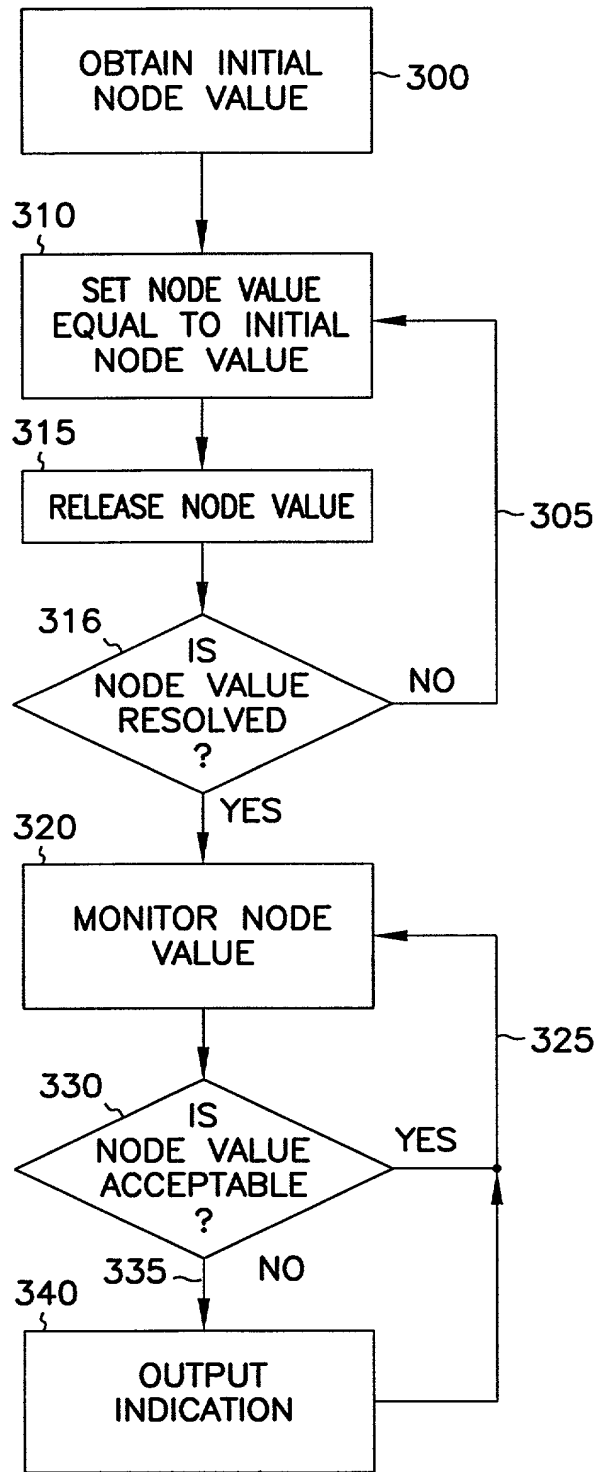 OBTAIN INITIAL
NODE VALUE
300
310
SET NODE VALUE
EQUAL TO INITIAL
NODE VALUE
315
RELEASE NODE VALUE
305
316
IS
NODE VALUE
RESOLVED
?
NO
YES
320
MONITOR NODE
VALUE
325
330
IS
NODE VALUE
ACCEPTABLE
?
YES
335
NO
340
OUTPUT
INDICATION